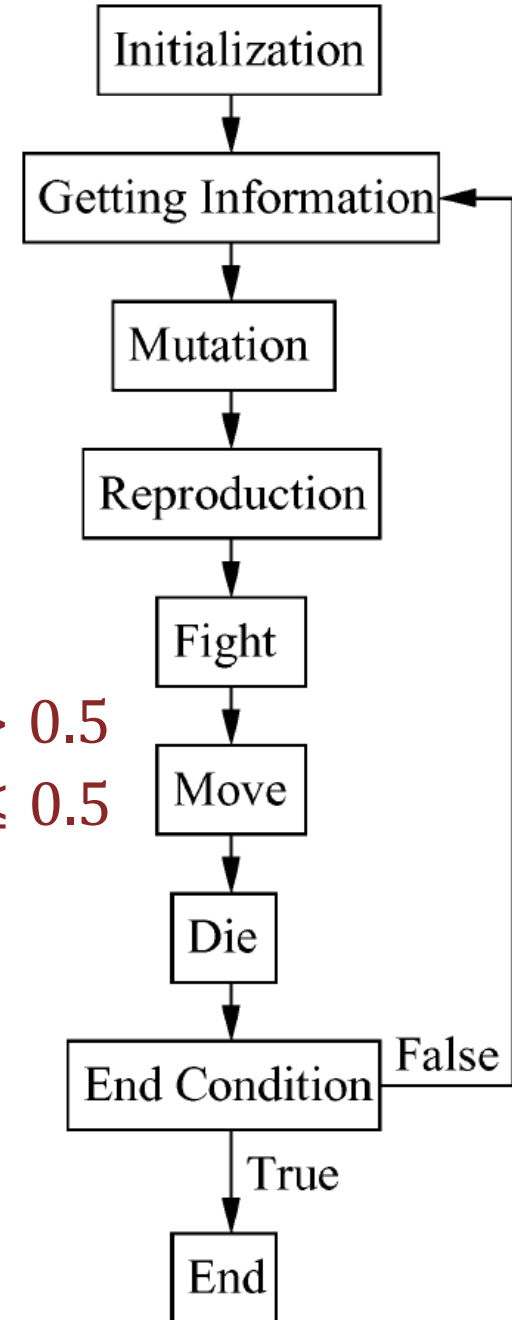 Initialization
Getting Information
Mutation
Reproduction
Fight
> 0.5
Move
≤ 0.5
Die
End Condition
False
True
End